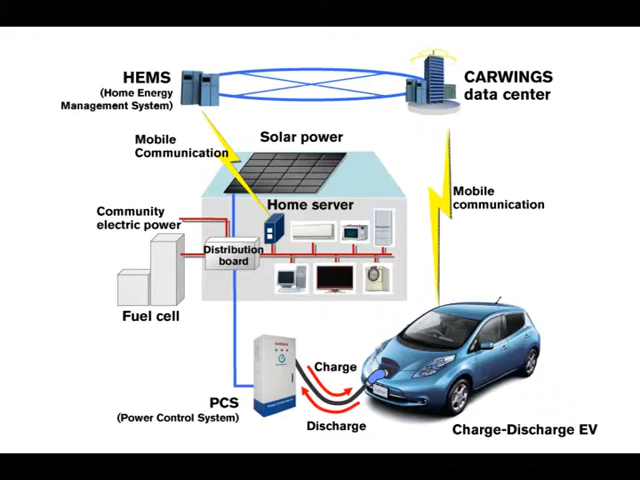 HEMS
(Home Energy
Management System)
CARWINGS
data center
Mobile
Communication
Solar power
Mobile
communication
Home server
Community
electric power
Distribution
board
Fuel cell
Charge
PCS
(Power Control System)
Discharge
Charge-Discharge EV